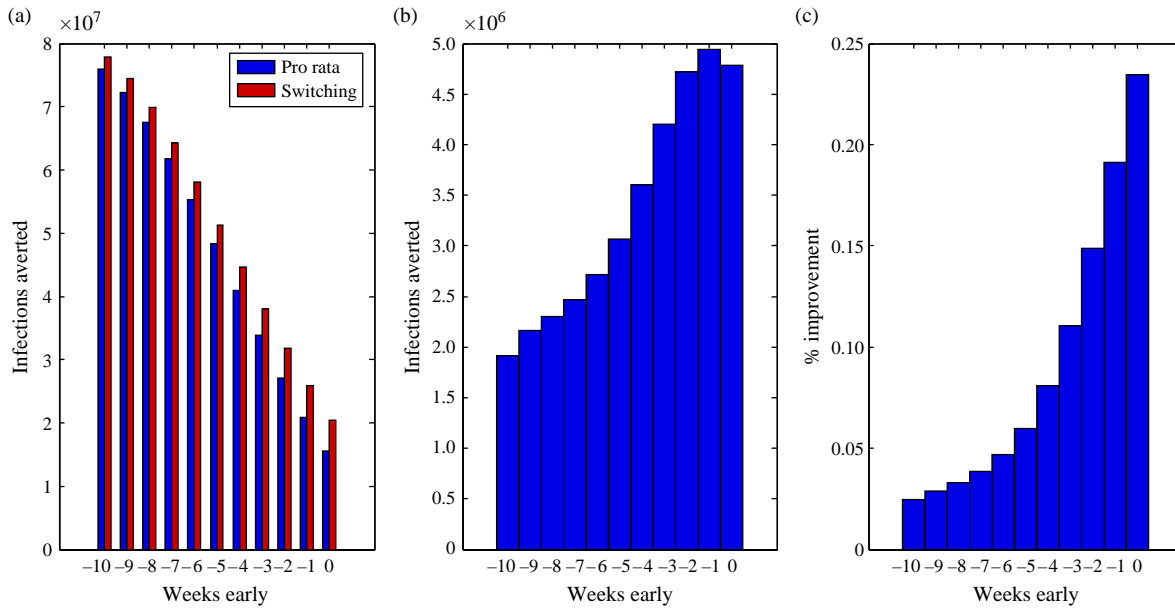 (a)
×10⁷
8
7
6
5
4
3
2
1
0
Infections averted
Pro rata
Switching
–10 –9 –8 –7 –6 –5 –4 –3 –2 –1 0
Weeks early
(b)
×10⁶
5.0
4.5
4.0
3.5
3.0
2.5
2.0
1.5
1.0
0.5
0
Infections averted
–10 –9 –8 –7 –6 –5 –4 –3 –2 –1 0
Weeks early
(c)
0.25
0.20
0.15
0.10
0.05
0
% improvement
–10 –9 –8 –7 –6 –5 –4 –3 –2 –1 0
Weeks early